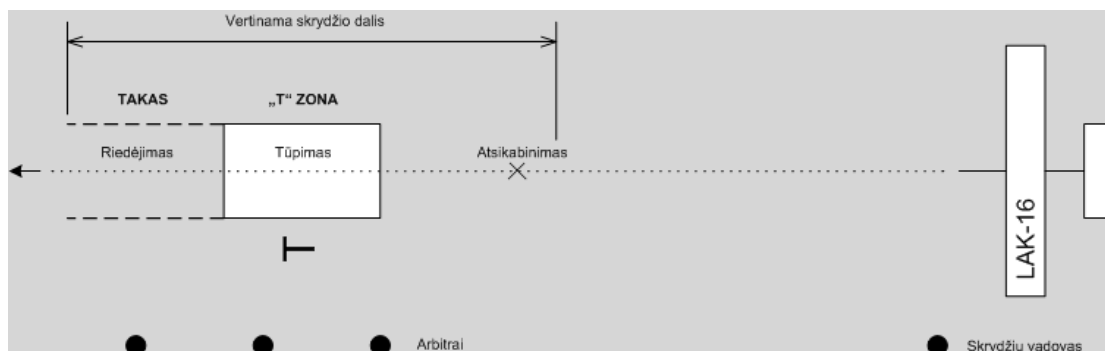 Vertinama skrydžio dalis
TAKAS
„T“ ZONA
Riedėjimas
Tūpimas
Atsikabinimas
LAK-16
Arbitrai
Skrydžių vadovas